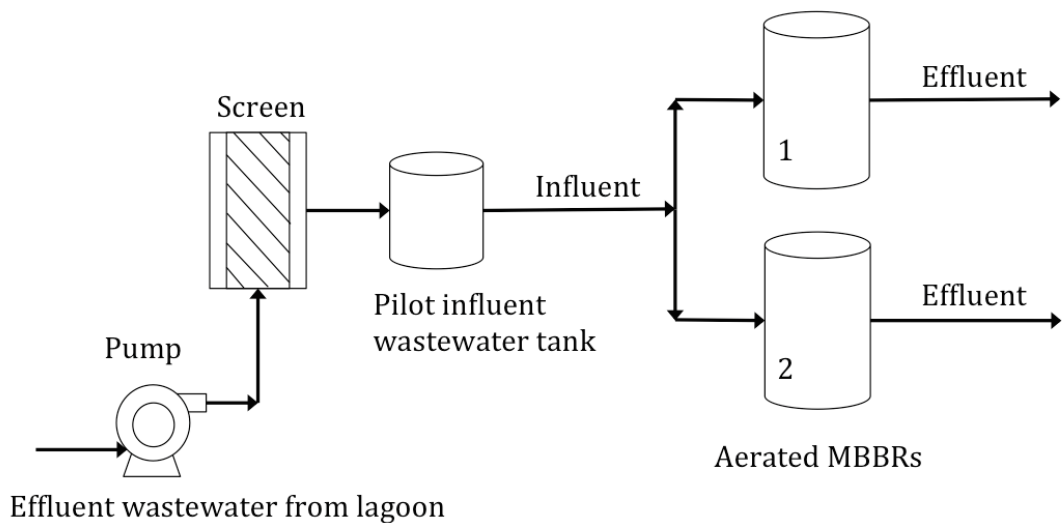 Effluent
Screen
1
Influent
Effluent
Pilot influent
wastewater tank
Pump
2
Aerated MBBRs
Effluent wastewater from lagoon